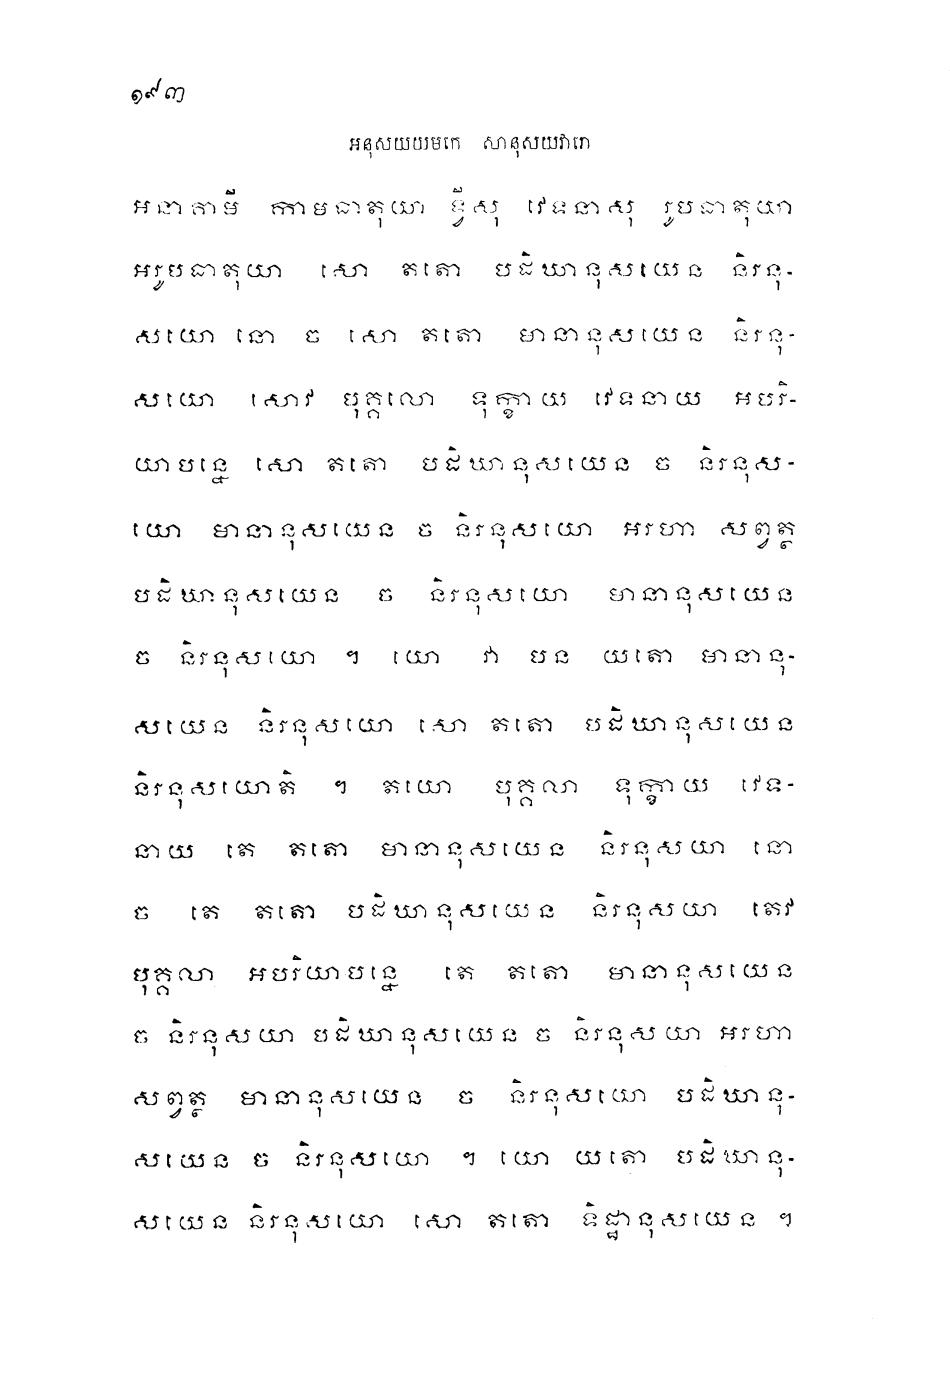 ១៩៣
អនុសយយមកេ សានុសយវារោ
អនាគាមី កាមធាតុយា ទ្វីសុ វេទនាសុ រូបធាតុយា
អរូបធាតុយា សោ តតោ បដិឃានុសយេន និរនុ-
សយោ នោ ច សោ តតោ មានានុសយេន និរនុ-
សយោ សោវ បុគ្គលោ ទុក្ខាយ វេទនាយ អបរិ-
យាបន្នេ សោ តតោ បដិឃានុសយេន ច និរនុស-
យោ មានានុសយេន ច និរនុសយោ អរហា សព្វត្ថ
បដិឃានុសយេន ច និរនុសយោ មានានុសយេន
ច និរនុសយោ ។ យោ វា បន យតោ មានានុ-
សយេន និរនុសយោ សោ តតោ បដិឃានុសយេន
និរនុសយោតិ ។ តយោ បុគ្គលា ទុក្ខាយ វេទ-
នាយ តេ តតោ មានានុសយេន និរនុសយា នោ
ច តេ តតោ បដិឃានុសយេន និរនុសយា តេវ
បុគ្គលា អបរិយាបន្នេ តេ តតោ មានានុសយេន
ច និរនុសយា បដិឃានុសយេន ច និរនុសយា អរហា
សព្វត្ថ មានានុសយេន ច និរនុសយោ បដិឃានុ-
សយេន ច និរនុសយោ ។ យោ យតោ បដិឃានុ-
សយេន និរនុសយោ សោ តតោ ទិដ្ឋានុសយេន ។